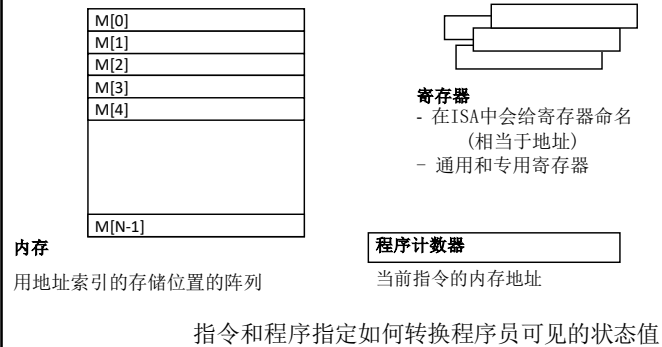 M[0]
M[1]
M[2]
M[3]
M[4]
M[N-1]
内存
用地址索引的存储位置的阵列
寄存器
- 在ISA中会给寄存器命名
(相当于地址)
- 通用和专用寄存器
程序计数器
当前指令的内存地址
指令和程序指定如何转换程序员可见的状态值